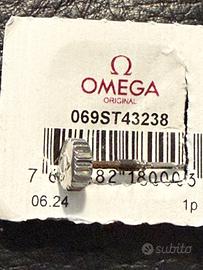 OMEGA
ORIGINAL
069ST43238
06.24
1p
subito